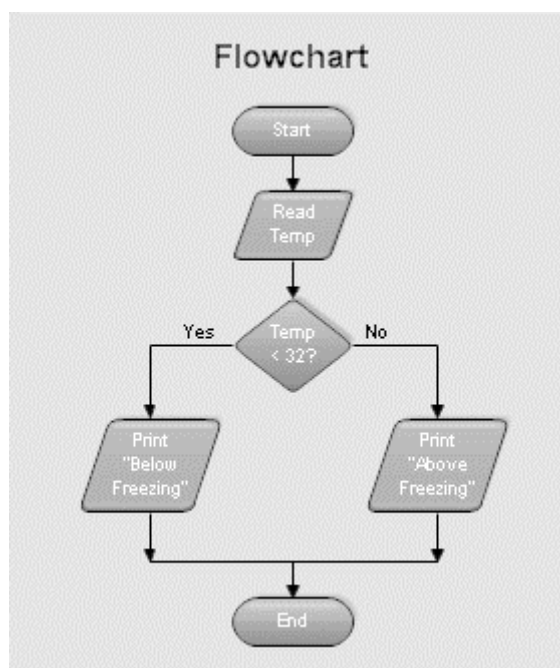 Flowchart
Start
Read
Temp
Temp
< 32?
Yes
No
Print
"Below
Freezing"
Print
"Above
Freezing"
End